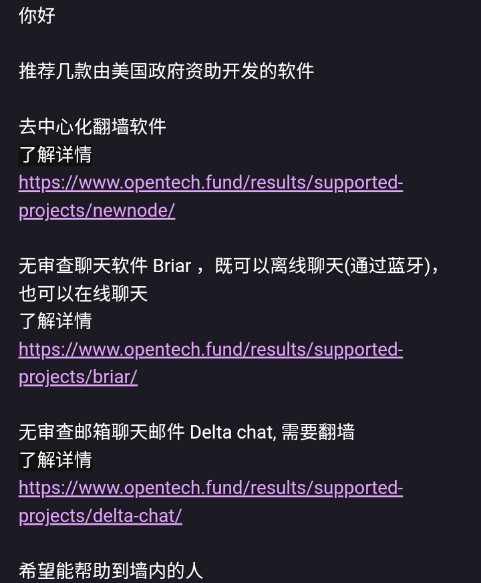 你好
推荐几款由美国政府资助开发的软件
去中心化翻墙软件
了解详情
https://www.opentech.fund/results/supported-
projects/newnode/
无审查聊天软件 Briar ，既可以离线聊天(通过蓝牙)，
也可以在线聊天
了解详情
https://www.opentech.fund/results/supported-
projects/briar/
无审查邮箱聊天邮件 Delta chat, 需要翻墙
了解详情
https://www.opentech.fund/results/supported-
projects/delta-chat/
希望能帮助到墙内的人